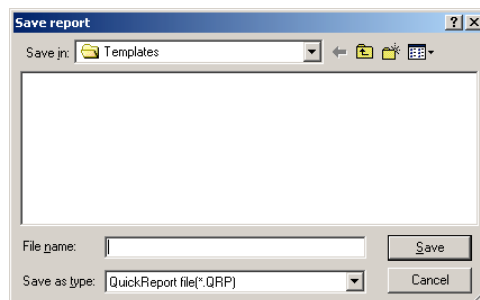 Save report
Save in: Templates
File name: Save
Save as type: QuickReport file(*.QRP) Cancel